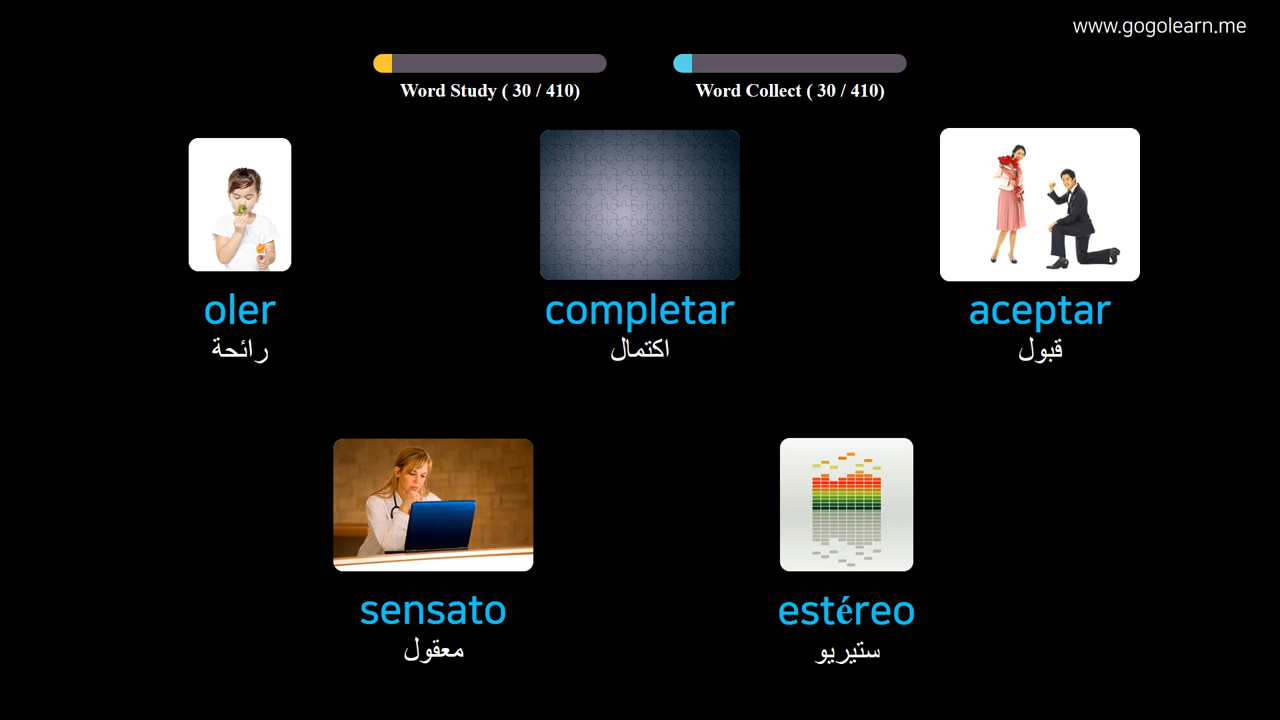 www.gogolearn.me
Word Study ( 30 / 410)
Word Collect ( 30 / 410)
oler
رائحة
completar
اكتمال
aceptar
قبول
sensato
معقول
estéreo
ستيريو